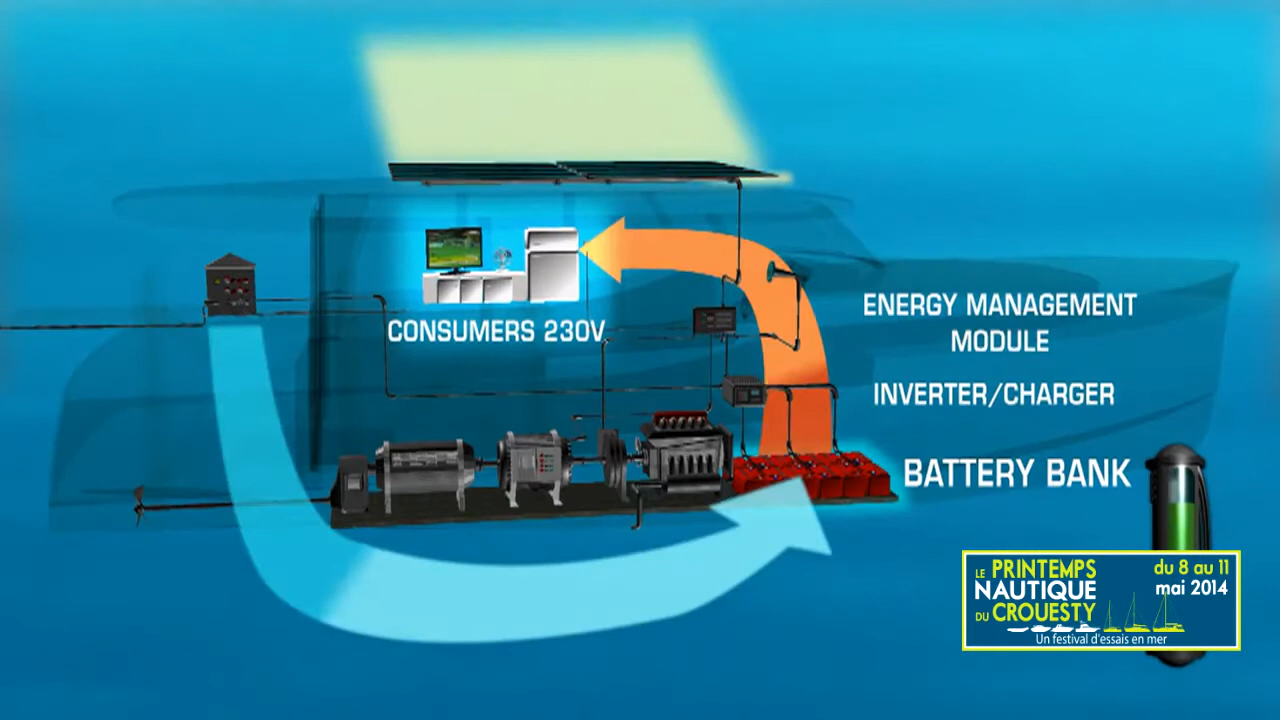 CONSUMERS 230V
ENERGY MANAGEMENT
MODULE
INVERTER/CHARGER
BATTERY BANK
LE PRINTEMPS
NAUTIQUE
DU CROUESTY
du 8 au 11
mai 2014
Un festival d'essais en mer